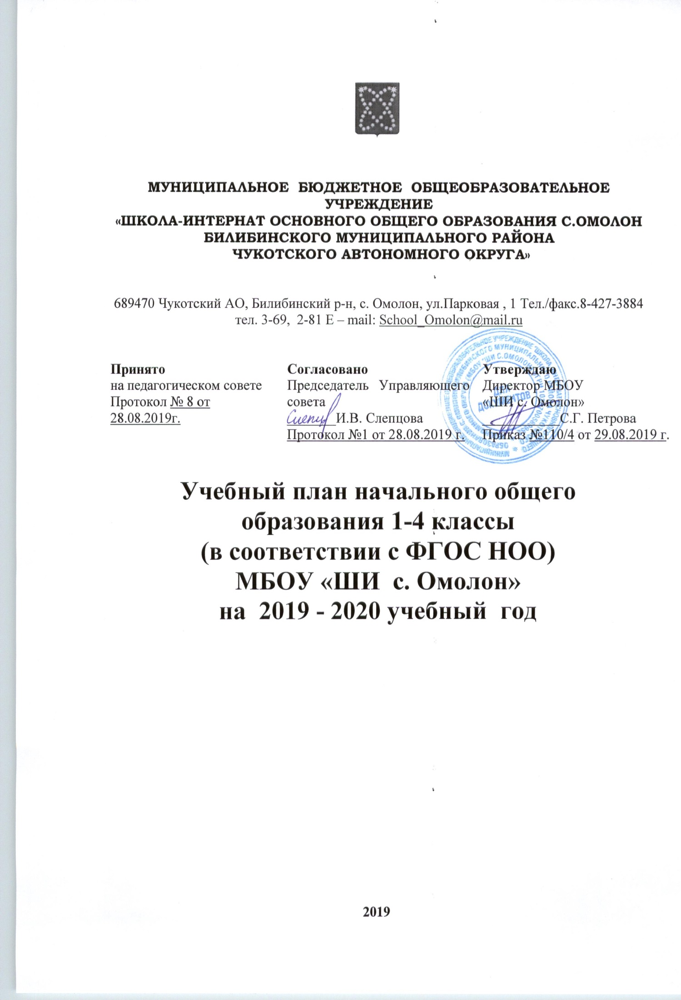 МУНИЦИПАЛЬНОЕ БЮДЖЕТНОЕ ОБЩЕОБРАЗОВАТЕЛЬНОЕ
УЧРЕЖДЕНИЕ
«ШКОЛА-ИНТЕРНАТ ОСНОВНОГО ОБЩЕГО ОБРАЗОВАНИЯ С.ОМОЛОН
БИЛИБИНСКОГО МУНИЦИПАЛЬНОГО РАЙОНА
ЧУКОТСКОГО АВТОНОМНОГО ОКРУГА»
689470 Чукотский АО, Билибинский р-н, с. Омолон, ул.Парковая , 1 Тел./факс.8-427-3884
тел. 3-69, 2-81 E – mail: School_Omolon@mail.ru
Принято
на педагогическом совете
Протокол № 8 от
28.08.2019г.
Согласовано
Председатель Управляющего
совета
И.В. Слепцова
Протокол №1 от 28.08.2019 г.
Утверждаю
Директор МБОУ
«ШИ с. Омолон»
С.Г. Петрова
Приказ №110/4 от 29.08.2019 г.
ДЛЯ
ДОКУМЕНТОВ
Учебный план начального общего
образования 1-4 классы
(в соответствии с ФГОС НОО)
МБОУ «ШИ с. Омолон»
на 2019 - 2020 учебный год
2019